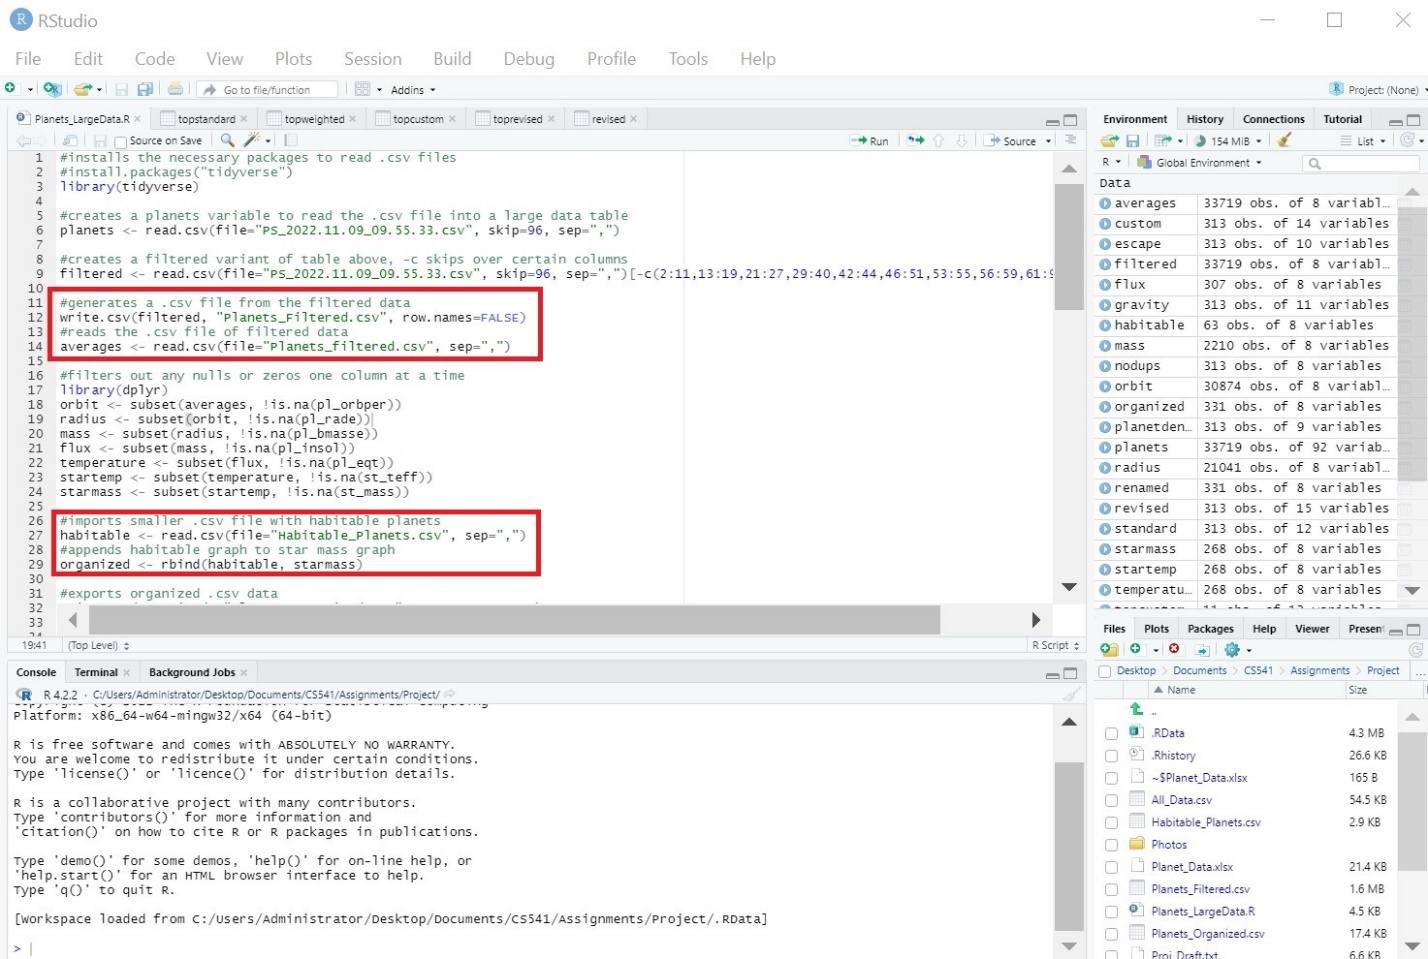 RStudio
File Edit Code View Plots Session Build Debug Profile Tools Help
Go to file/function Addins Project: (None)
Planets_LargeData.R topstandard topweighted topcustom toprevised revised
Source on Save Run Source
1 #installs the necessary packages to read .csv files
2 #install.packages("tidyverse")
3 library(tidyverse)
4
5 #creates a planets variable to read the .csv file into a large data table
6 planets <- read.csv(file="PS_2022.11.09_09.55.33.csv", skip=96, sep=",")
7
8 #creates a filtered variant of table above, -c skips over certain columns
9 filtered <- read.csv(file="PS_2022.11.09_09.55.33.csv", skip=96, sep=",")[-c(2:11,13:19,21:27,29:40,42:44,46:51,53:55,56:59,61:9
10
11 #generates a .csv file from the filtered data
12 write.csv(filtered, "Planets_Filtered.csv", row.names=FALSE)
13 #reads the .csv file of filtered data
14 averages <- read.csv(file="Planets_filtered.csv", sep=",")
15
16 #filters out any nulls or zeros one column at a time
17 library(dplyr)
18 orbit <- subset(averages, !is.na(pl_orbper))
19 radius <- subset(orbit, !is.na(pl_rade))
20 mass <- subset(radius, !is.na(pl_bmasse))
21 flux <- subset(mass, !is.na(pl_insol))
22 temperature <- subset(flux, !is.na(pl_eqt))
23 startemp <- subset(temperature, !is.na(st_teff))
24 starmass <- subset(startemp, !is.na(st_mass))
25
26 #imports smaller .csv file with habitable planets
27 habitable <- read.csv(file="Habitable_Planets.csv", sep=",")
28 #appends habitable graph to star mass graph
29 organized <- rbind(habitable, starmass)
30
31 #exports organized .csv data
32
33
19:41 (Top Level) R Script
Console Terminal Background Jobs
R 4.2.2 · C:/Users/Administrator/Desktop/Documents/CS541/Assignments/Project/
Platform: x86_64-w64-mingw32/x64 (64-bit)
R is free software and comes with ABSOLUTELY NO WARRANTY.
You are welcome to redistribute it under certain conditions.
Type 'license()' or 'licence()' for distribution details.
R is a collaborative project with many contributors.
Type 'contributors()' for more information and
'citation()' on how to cite R or R packages in publications.
Type 'demo()' for some demos, 'help()' for on-line help, or
'help.start()' for an HTML browser interface to help.
Type 'q()' to quit R.
[Workspace loaded from C:/Users/Administrator/Desktop/Documents/CS541/Assignments/Project/.RData]
>
Environment History Connections Tutorial
154 MiB List
R Global Environment
Data
averages 33719 obs. of 8 variabl…
custom 313 obs. of 14 variables
escape 313 obs. of 10 variables
filtered 33719 obs. of 8 variabl…
flux 307 obs. of 8 variables
gravity 313 obs. of 11 variables
habitable 63 obs. of 8 variables
mass 2210 obs. of 8 variables
nodups 313 obs. of 8 variables
orbit 30874 obs. of 8 variabl…
organized 331 obs. of 8 variables
planetden… 313 obs. of 9 variables
planets 33719 obs. of 92 variab…
radius 21041 obs. of 8 variabl…
renamed 331 obs. of 8 variables
revised 313 obs. of 15 variables
standard 313 obs. of 12 variables
starmass 268 obs. of 8 variables
startemp 268 obs. of 8 variables
temperatu… 268 obs. of 8 variables
Files Plots Packages Help Viewer Present
Desktop Documents CS541 Assignments Project ...
Name Size
..
.RData 4.3 MB
.Rhistory 26.6 KB
~$Planet_Data.xlsx 165 B
All_Data.csv 54.5 KB
Habitable_Planets.csv 2.9 KB
Photos
Planet_Data.xlsx 21.4 KB
Planets_Filtered.csv 1.6 MB
Planets_LargeData.R 4.5 KB
Planets_Organized.csv 17.4 KB
Proj_Draft.txt 6.6 KB